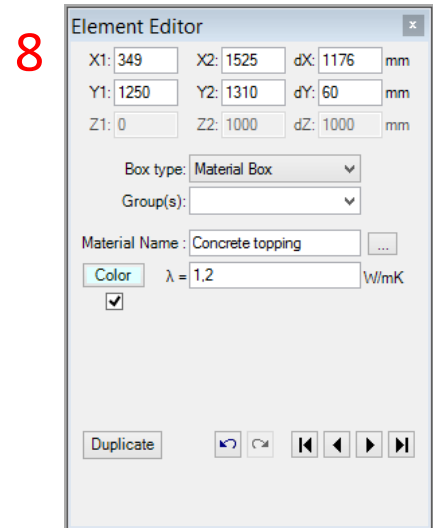 8
Element Editor x
X1: 349 X2: 1525 dX: 1176 mm
Y1: 1250 Y2: 1310 dY: 60 mm
Z1: 0 Z2: 1000 dZ: 1000 mm
Box type: Material Box
Group(s):
Material Name : Concrete topping ...
Color λ = 1,2 W/mK
Duplicate